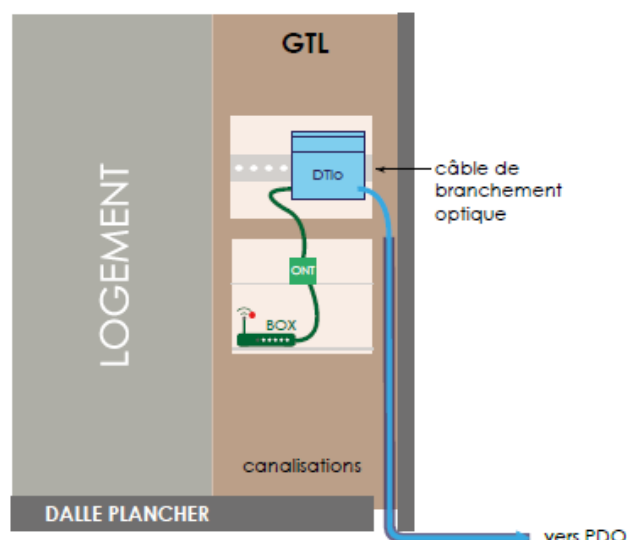 GTL
LOGEMENT
DTIo
câble de
branchement
optique
ONT
BOX
canalisations
DALLE PLANCHER
vers PDO